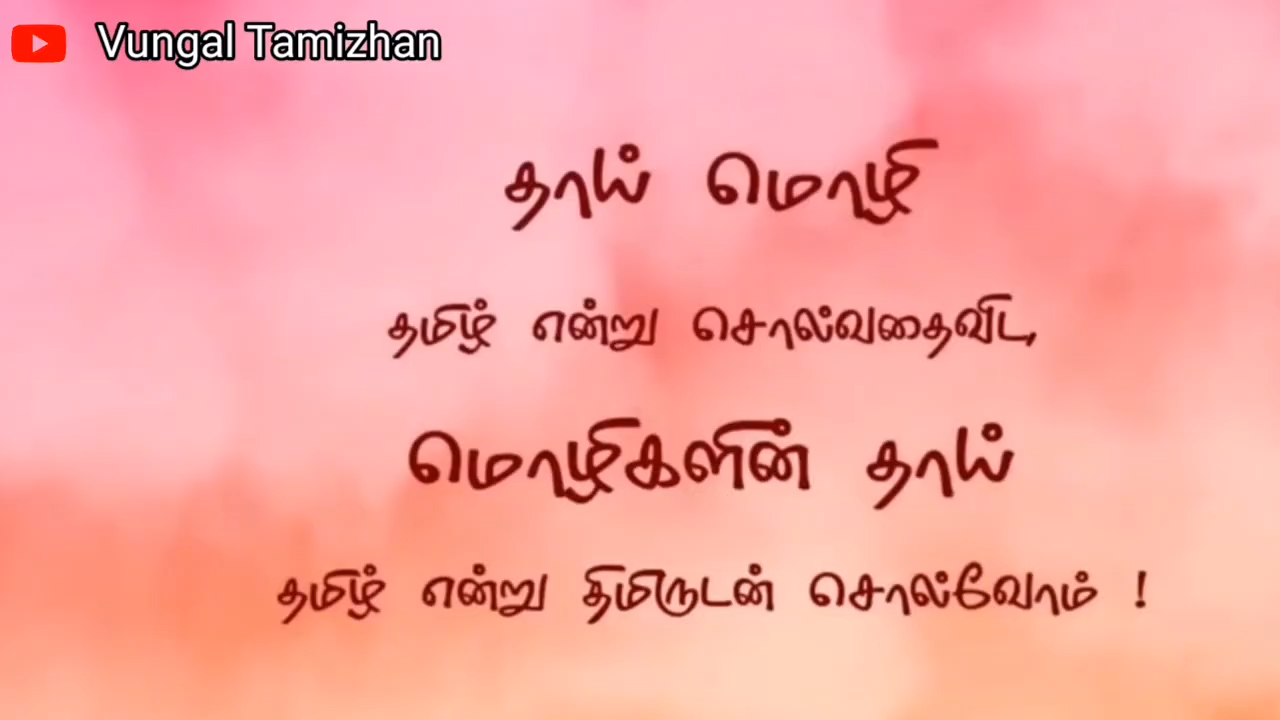 Vungal Tamizhan
தாய் மொழி
தமிழ் என்று சொல்வதைவிட,
மொழிகளின் தாய்
தமிழ் என்று திமிருடன் சொல்வோம் !